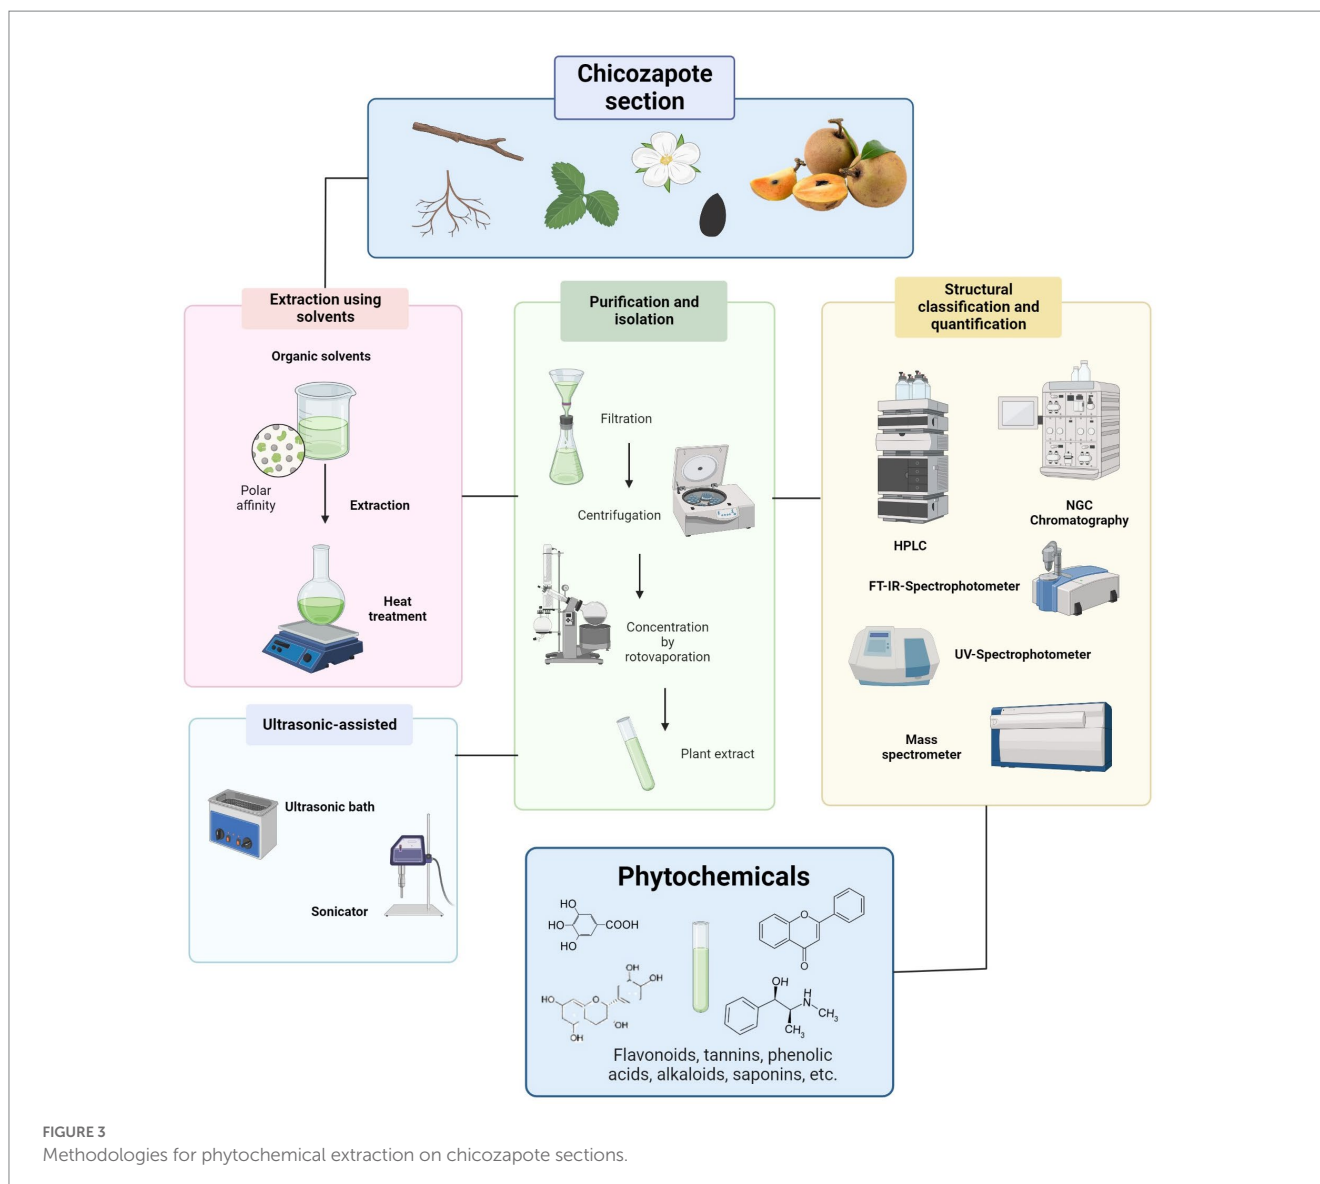 Chicozapote
section
Extraction using
solvents
Organic solvents
Polar
affinity
Extraction
Heat
treatment
Ultrasonic-assisted
Ultrasonic bath
Sonicator
Purification and
isolation
Filtration
Centrifugation
Concentration
by
rotovaporation
Plant extract
Structural
classification and
quantification
HPLC
NGC
Chromatography
FT-IR-Spectrophotometer
UV-Spectrophotometer
Mass
spectrometer
Phytochemicals
HO
HO
COOH
HO
O
O
OH
OH
HO
O
OH
OH
OH
H
N
CH3
CH3
Flavonoids, tannins, phenolic
acids, alkaloids, saponins, etc.
FIGURE 3
Methodologies for phytochemical extraction on chicozapote sections.